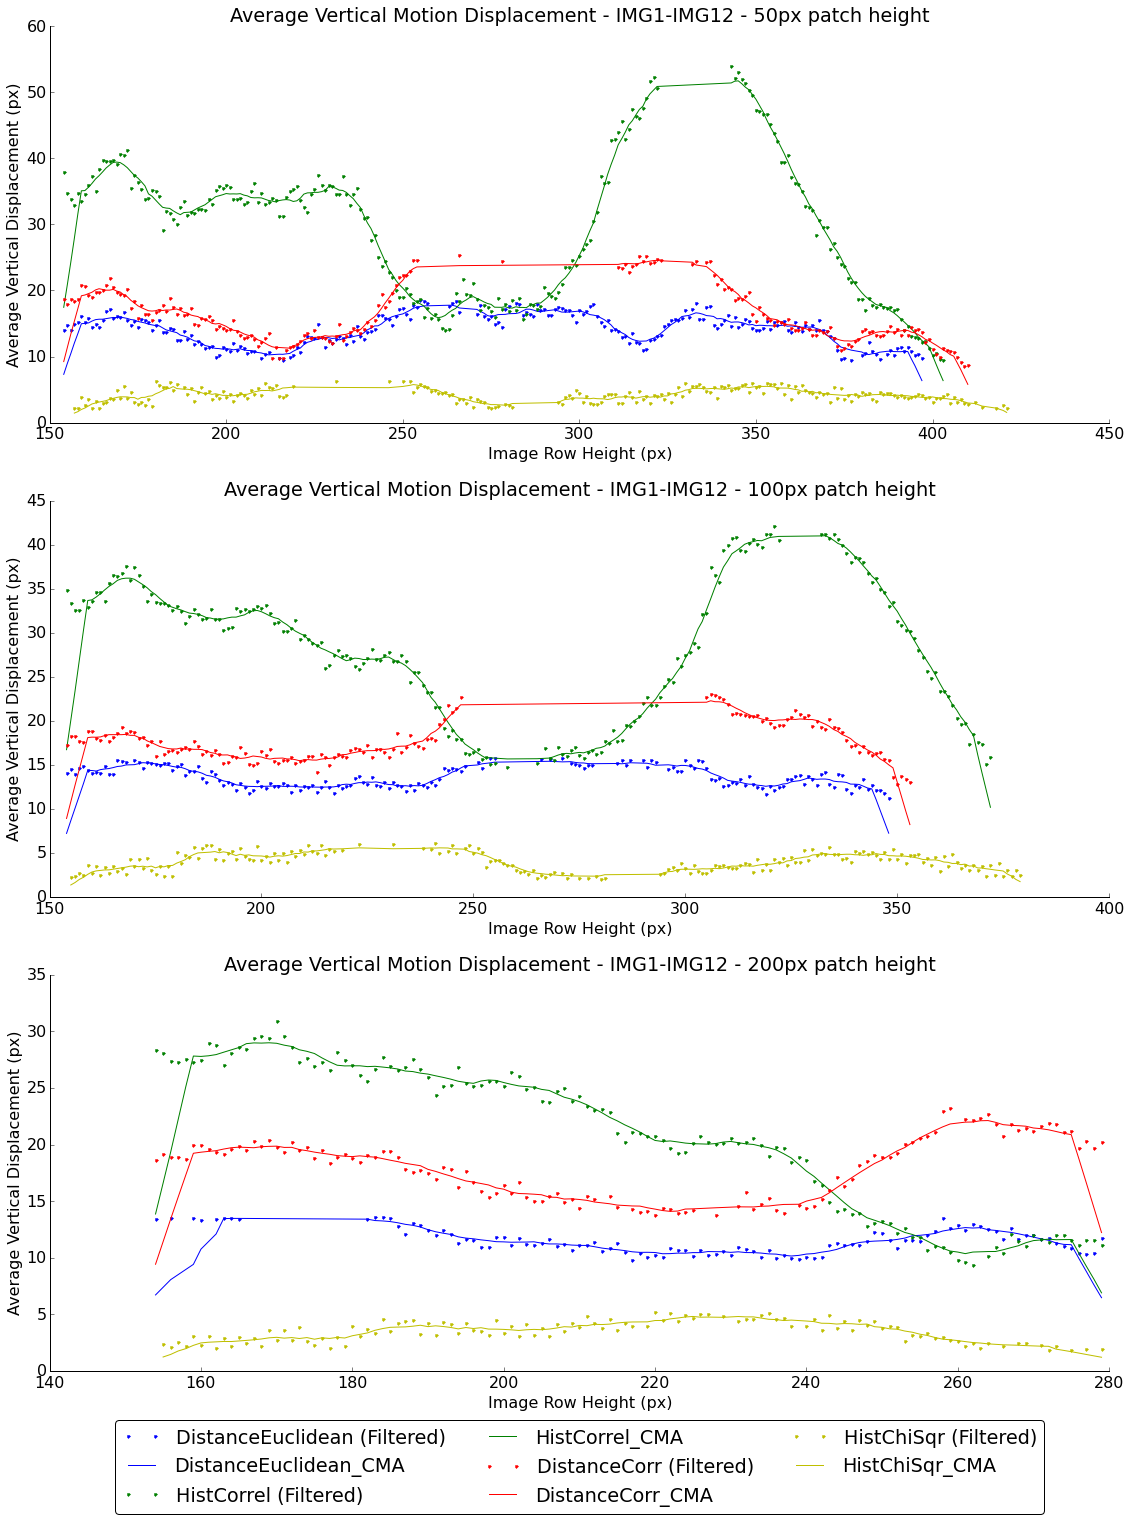 Average Vertical Motion Displacement - IMG1-IMG12 - 50px patch height
60
50
40
30
20
10
0
Average Vertical Displacement (px)
150 200 250 300 350 400 450
Image Row Height (px)
Average Vertical Motion Displacement - IMG1-IMG12 - 100px patch height
45
40
35
30
25
20
15
10
5
0
Average Vertical Displacement (px)
150 200 250 300 350 400
Image Row Height (px)
Average Vertical Motion Displacement - IMG1-IMG12 - 200px patch height
35
30
25
20
15
10
5
0
Average Vertical Displacement (px)
140 160 180 200 220 240 260 280
Image Row Height (px)
DistanceEuclidean (Filtered)
DistanceEuclidean_CMA
HistCorrel (Filtered)
HistCorrel_CMA
DistanceCorr (Filtered)
DistanceCorr_CMA
HistChiSqr (Filtered)
HistChiSqr_CMA